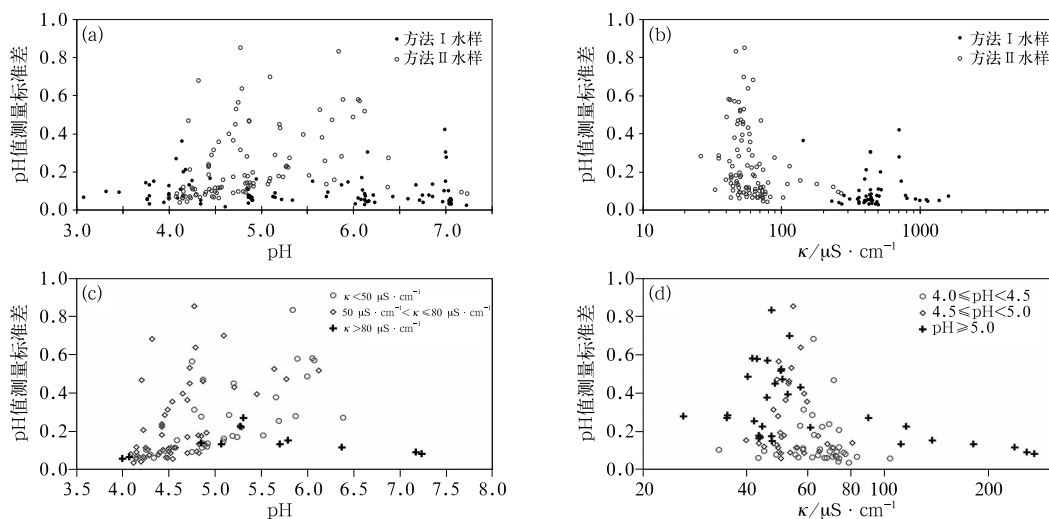 (a)
● 方法Ⅰ水样
○ 方法Ⅱ水样
pH值测量标准差
1.0
0.8
0.6
0.4
0.2
0.0
3.0 4.0 5.0 6.0 7.0
pH
(b)
● 方法Ⅰ水样
○ 方法Ⅱ水样
pH值测量标准差
1.0
0.8
0.6
0.4
0.2
0.0
10 100 1000
κ/μS · cm⁻¹
(c)
○ κ<50 μS · cm⁻¹
◇ 50 μS · cm⁻¹<κ≤80 μS · cm⁻¹
✚ κ>80 μS · cm⁻¹
pH值测量标准差
1.0
0.8
0.6
0.4
0.2
0.0
3.5 4.0 4.5 5.0 5.5 6.0 6.5 7.0 7.5 8.0
pH
(d)
○ 4.0≤pH<4.5
◇ 4.5≤pH<5.0
✚ pH≥5.0
pH值测量标准差
1.0
0.8
0.6
0.4
0.2
0.0
20 40 60 80 100 200
κ/μS · cm⁻¹